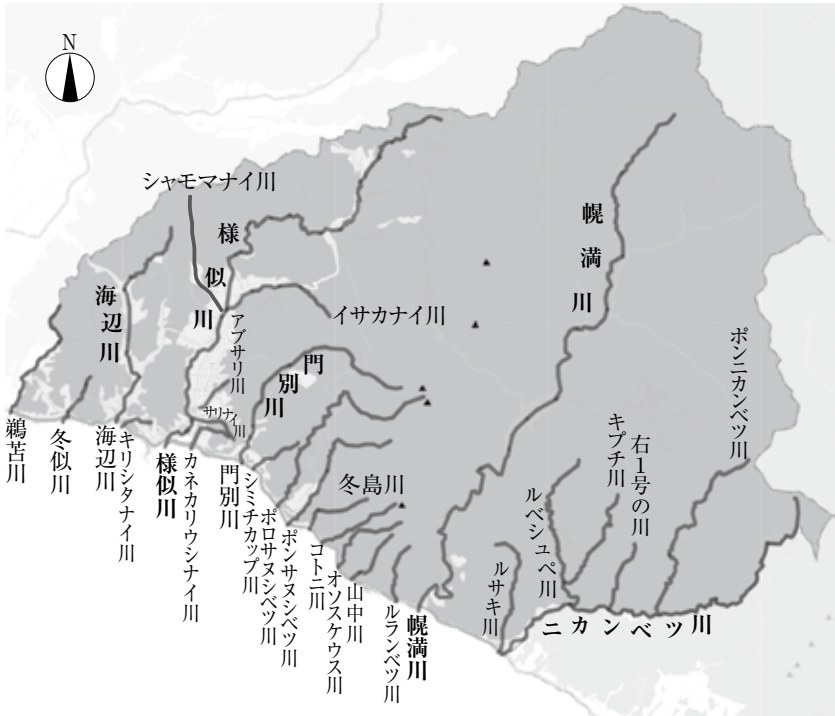 N
シャモマナイ川
様似川
海辺川
イサカナイ川
アブサリ川
サリナイ川
門別川
幌満川
ポンニカンベツ川
キプチ川
右1号の川
ルベシュペ川
ルサキ川
ニカンベツ川
冬島川
鵜苫川
冬似川
海辺川
キリシタナイ川
様似川
カネカリウシナイ川
門別川
シミチカップ川
ポロサヌシベツ川
ポンサヌシベツ川
コトニ川
オソスケウス川
山中川
ルランベツ川
幌満川